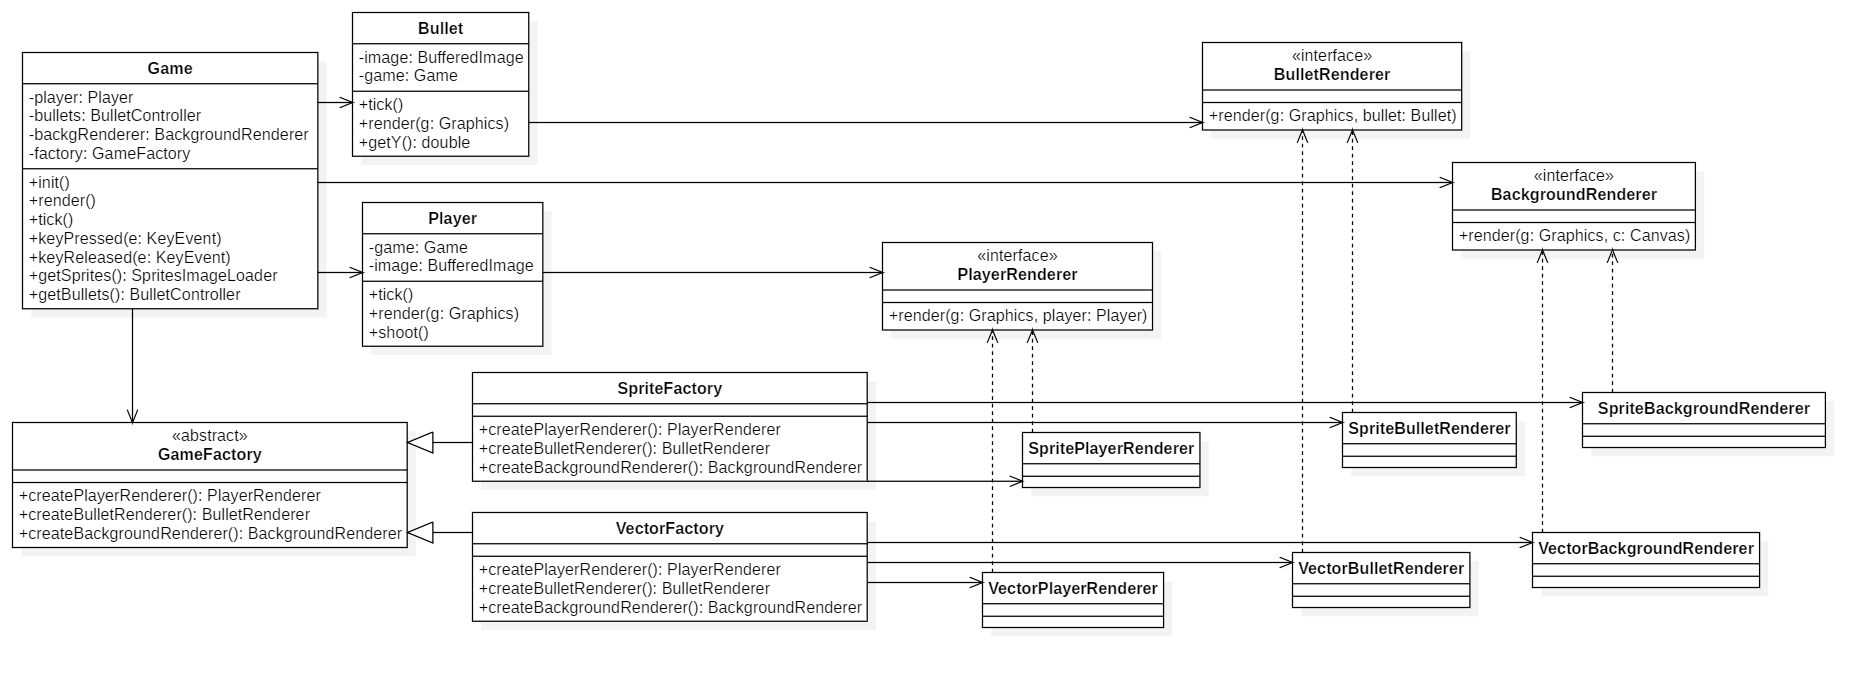 Game
-player: Player
-bullets: BulletController
-backgRenderer: BackgroundRenderer
-factory: GameFactory
+init()
+render()
+tick()
+keyPressed(e: KeyEvent)
+keyReleased(e: KeyEvent)
+getSprites(): SpritesImageLoader
+getBullets(): BulletController
Bullet
-image: BufferedImage
-game: Game
+tick()
+render(g: Graphics)
+getY(): double
«interface»
BulletRenderer
+render(g: Graphics, bullet: Bullet)
«interface»
BackgroundRenderer
+render(g: Graphics, c: Canvas)
Player
-game: Game
-image: BufferedImage
+tick()
+render(g: Graphics)
+shoot()
«interface»
PlayerRenderer
+render(g: Graphics, player: Player)
«abstract»
GameFactory
+createPlayerRenderer(): PlayerRenderer
+createBulletRenderer(): BulletRenderer
+createBackgroundRenderer(): BackgroundRenderer
SpriteFactory
+createPlayerRenderer(): PlayerRenderer
+createBulletRenderer(): BulletRenderer
+createBackgroundRenderer(): BackgroundRenderer
SpritePlayerRenderer
SpriteBulletRenderer
SpriteBackgroundRenderer
VectorFactory
+createPlayerRenderer(): PlayerRenderer
+createBulletRenderer(): BulletRenderer
+createBackgroundRenderer(): BackgroundRenderer
VectorPlayerRenderer
VectorBulletRenderer
VectorBackgroundRenderer